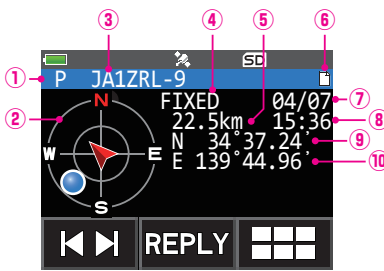 ③ ④ ⑤ ⑥
SD
① P JA1ZRL-9
② N FIXED 04/07 ⑦
22.5km 15:36 ⑧
W E N 34°37.24' ⑨
E 139°44.96' ⑩
S
REPLY